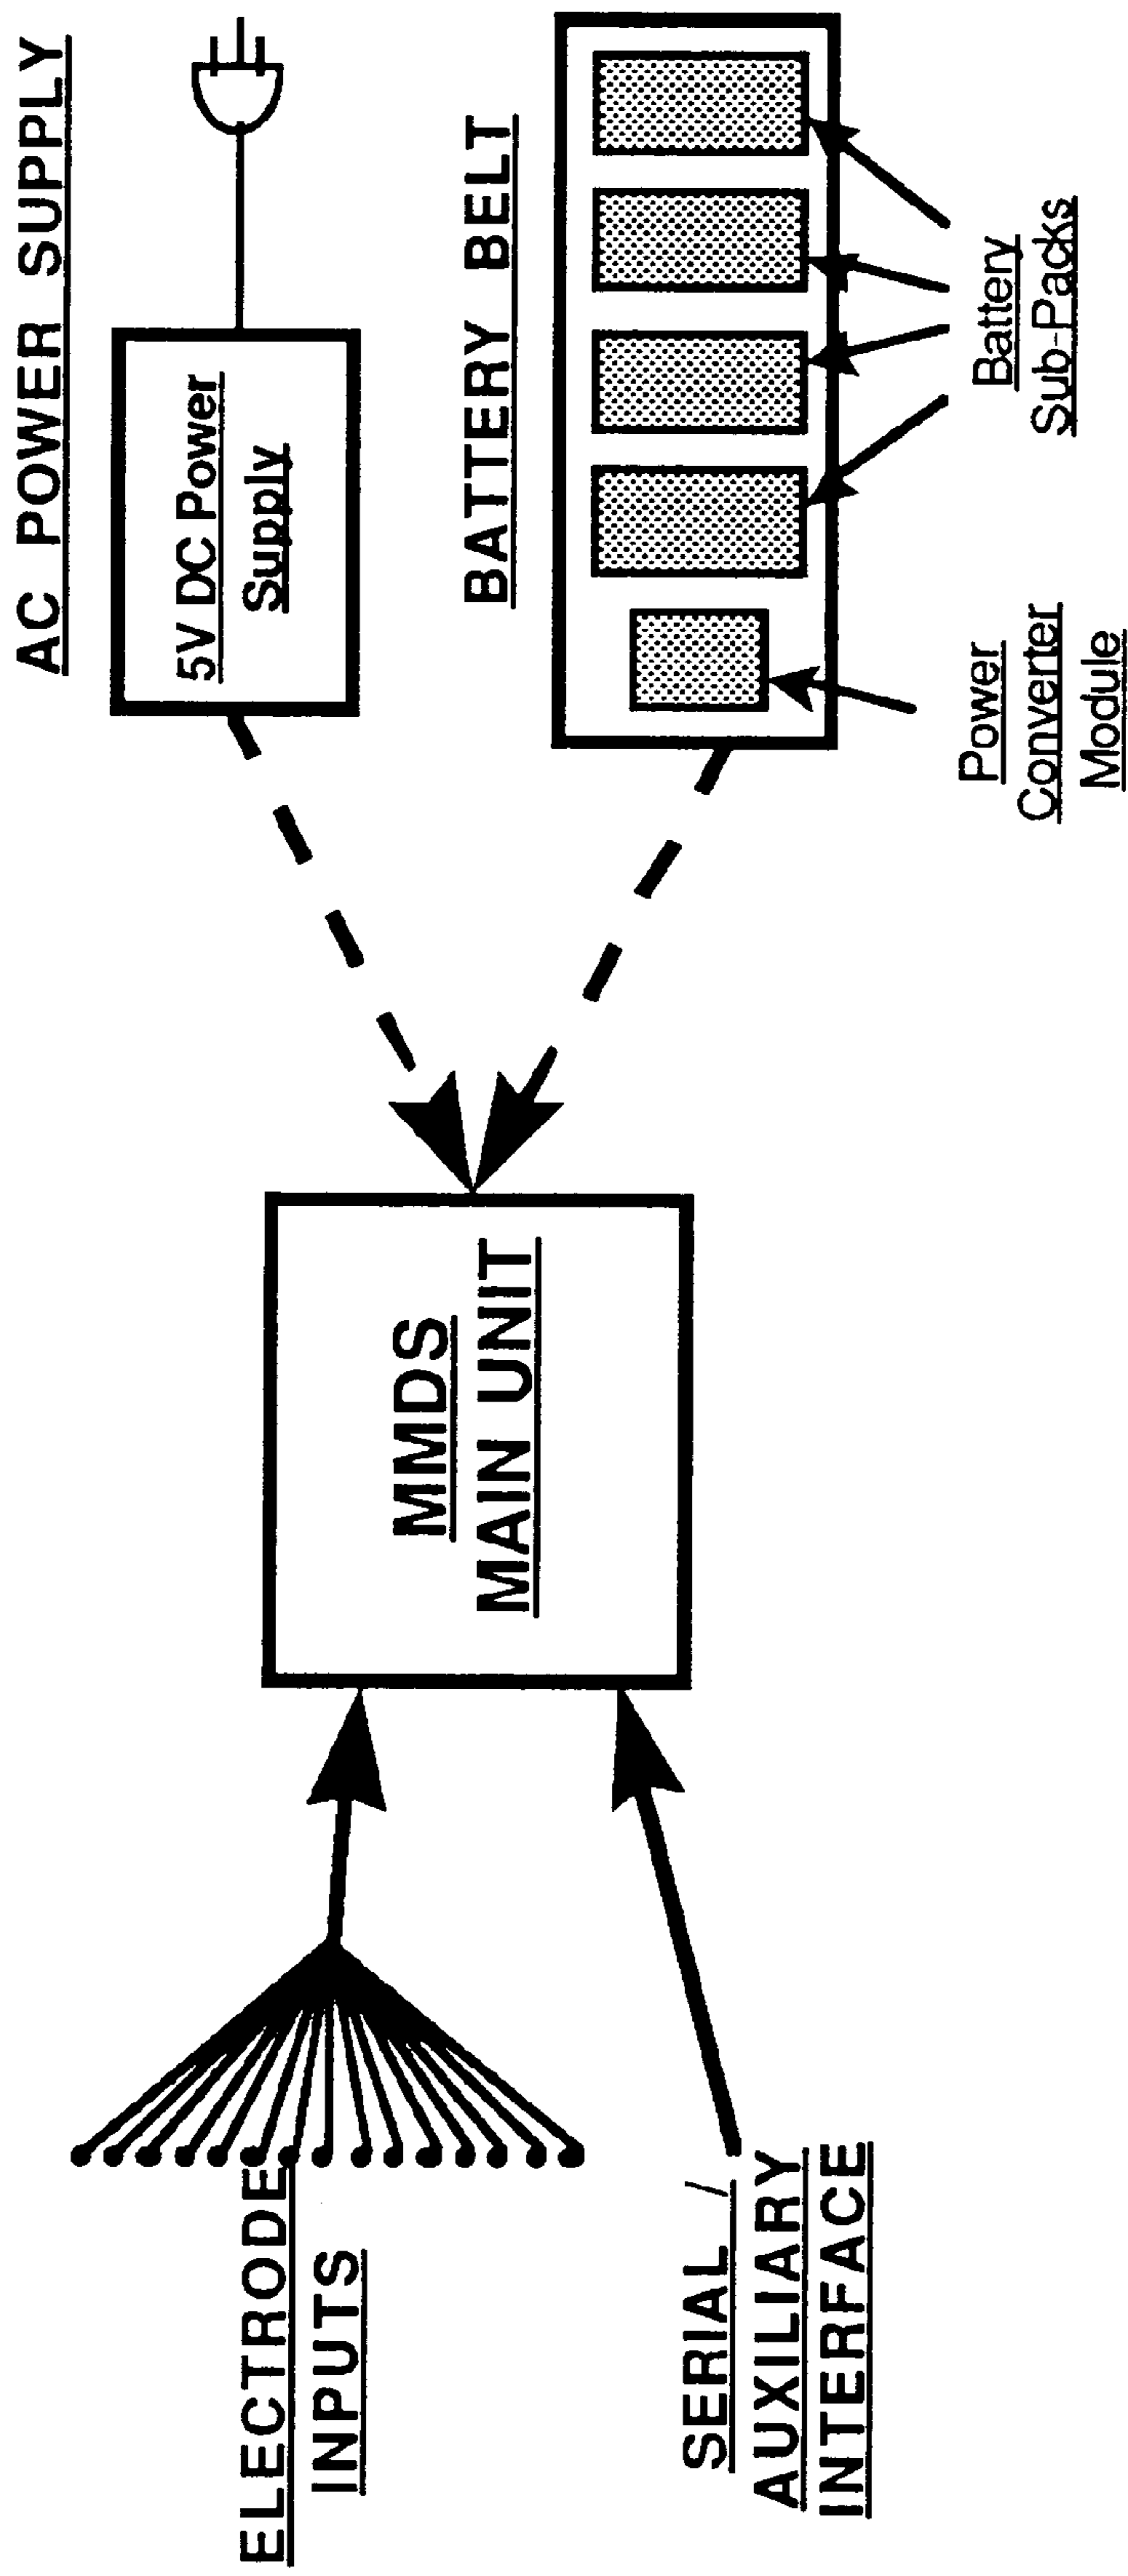 AC POWER SUPPLY
5V DC Power
Supply
BATTERY BELT
Battery
Sub-Packs
Power
Converter
Module
MMDS
MAIN UNIT
ELECTRODE
INPUTS
SERIAL /
AUXILIARY
INTERFACE